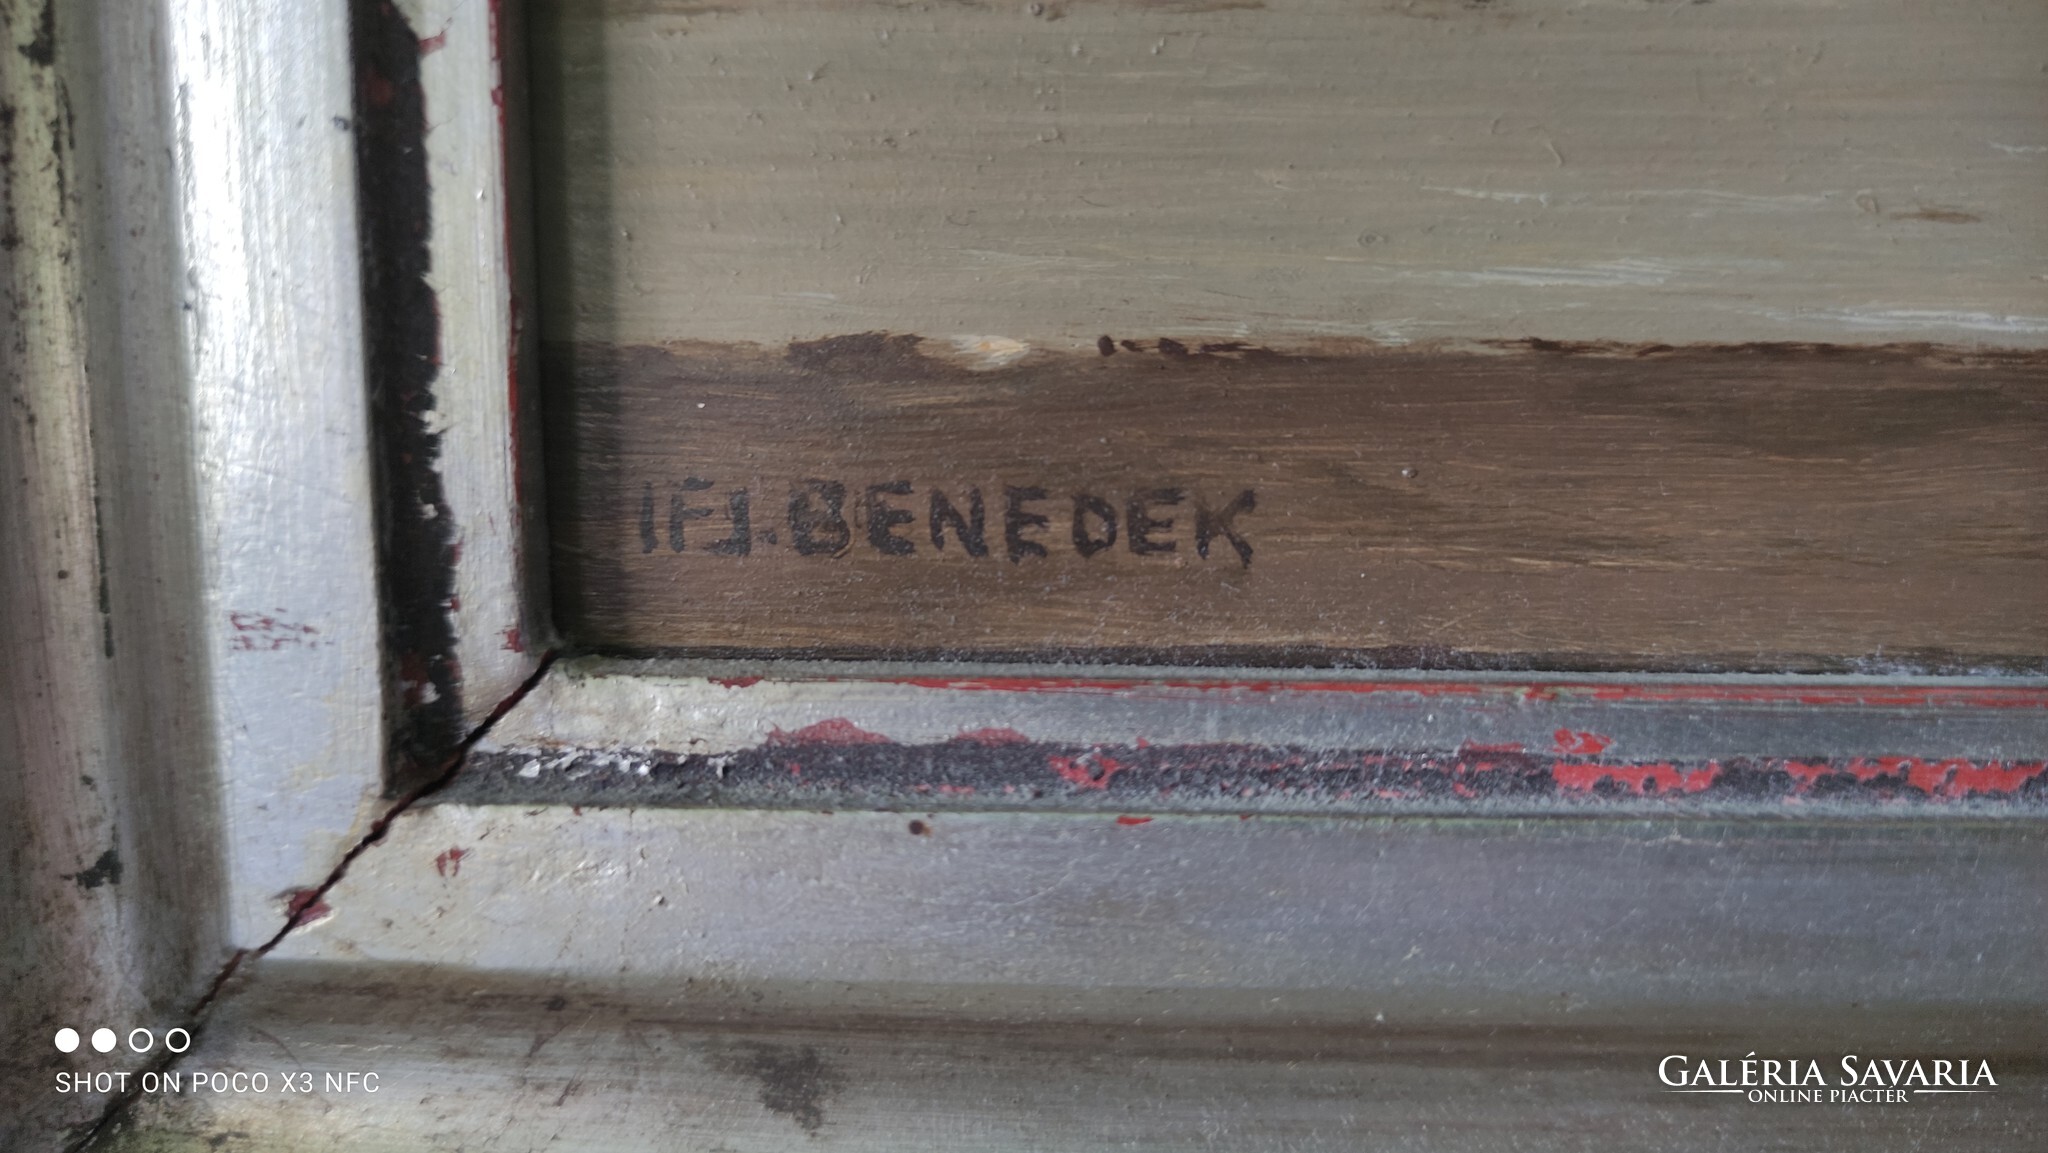 IFJ.BENEDEK
SHOT ON POCO X3 NFC
GALÉRIA SAVARIA
ONLINE PIACTÉR